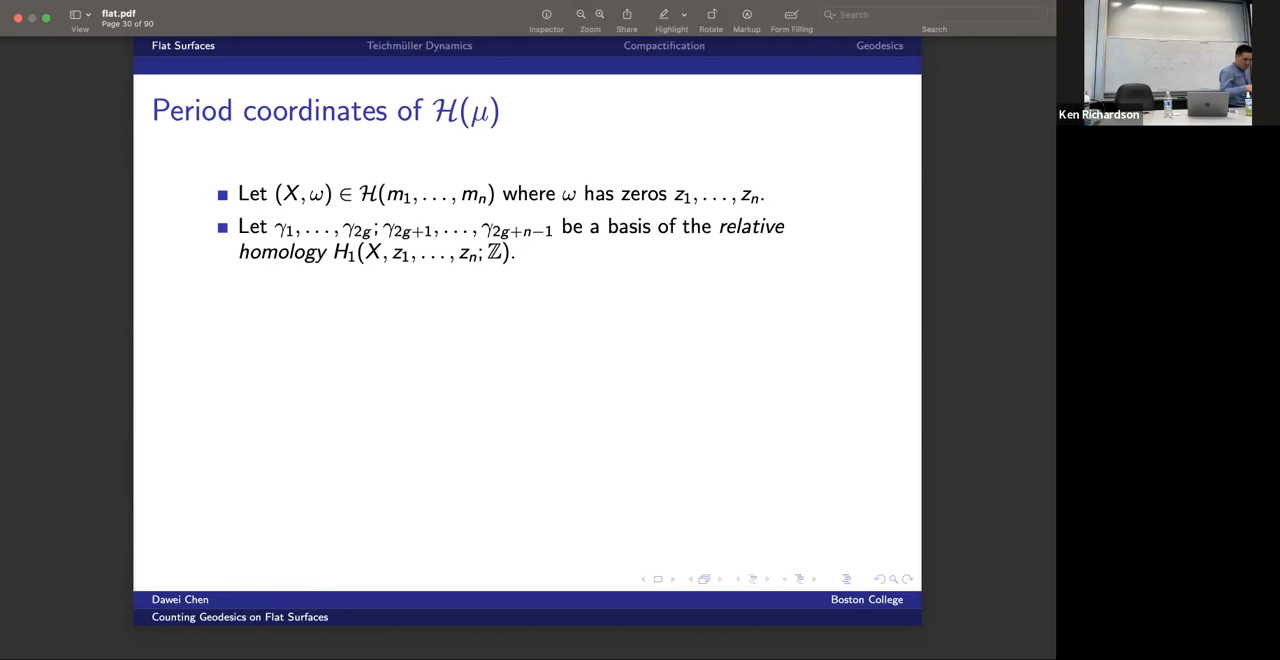 flat.pdf
Page 30 of 90
View
Inspector
Zoom
Share
Highlight
Rotate
Markup
Form Filling
Search
Search
Flat Surfaces
Teichmüller Dynamics
Compactification
Geodesics
Period coordinates of ℋ(μ)
Let (X, ω) ∈ ℋ(m₁, . . . , mₙ) where ω has zeros z₁, . . . , zₙ.
Let γ₁, . . . , γ₂g; γ₂g₊₁, . . . , γ₂g₊ₙ₋₁ be a basis of the relative
homology H₁(X, z₁, . . . , zₙ; ℤ).
Dawei Chen
Boston College
Counting Geodesics on Flat Surfaces
Ken Richardson